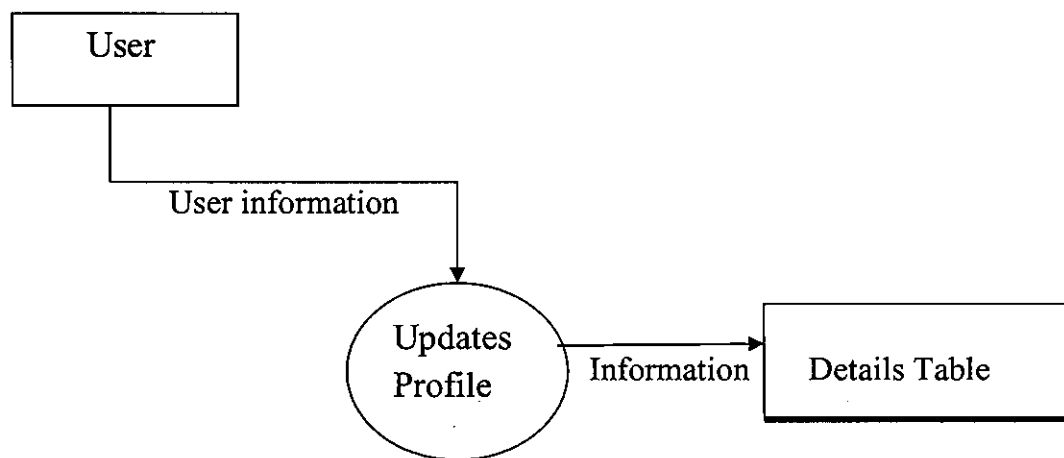 User
User information
Updates
Profile
Information
Details Table